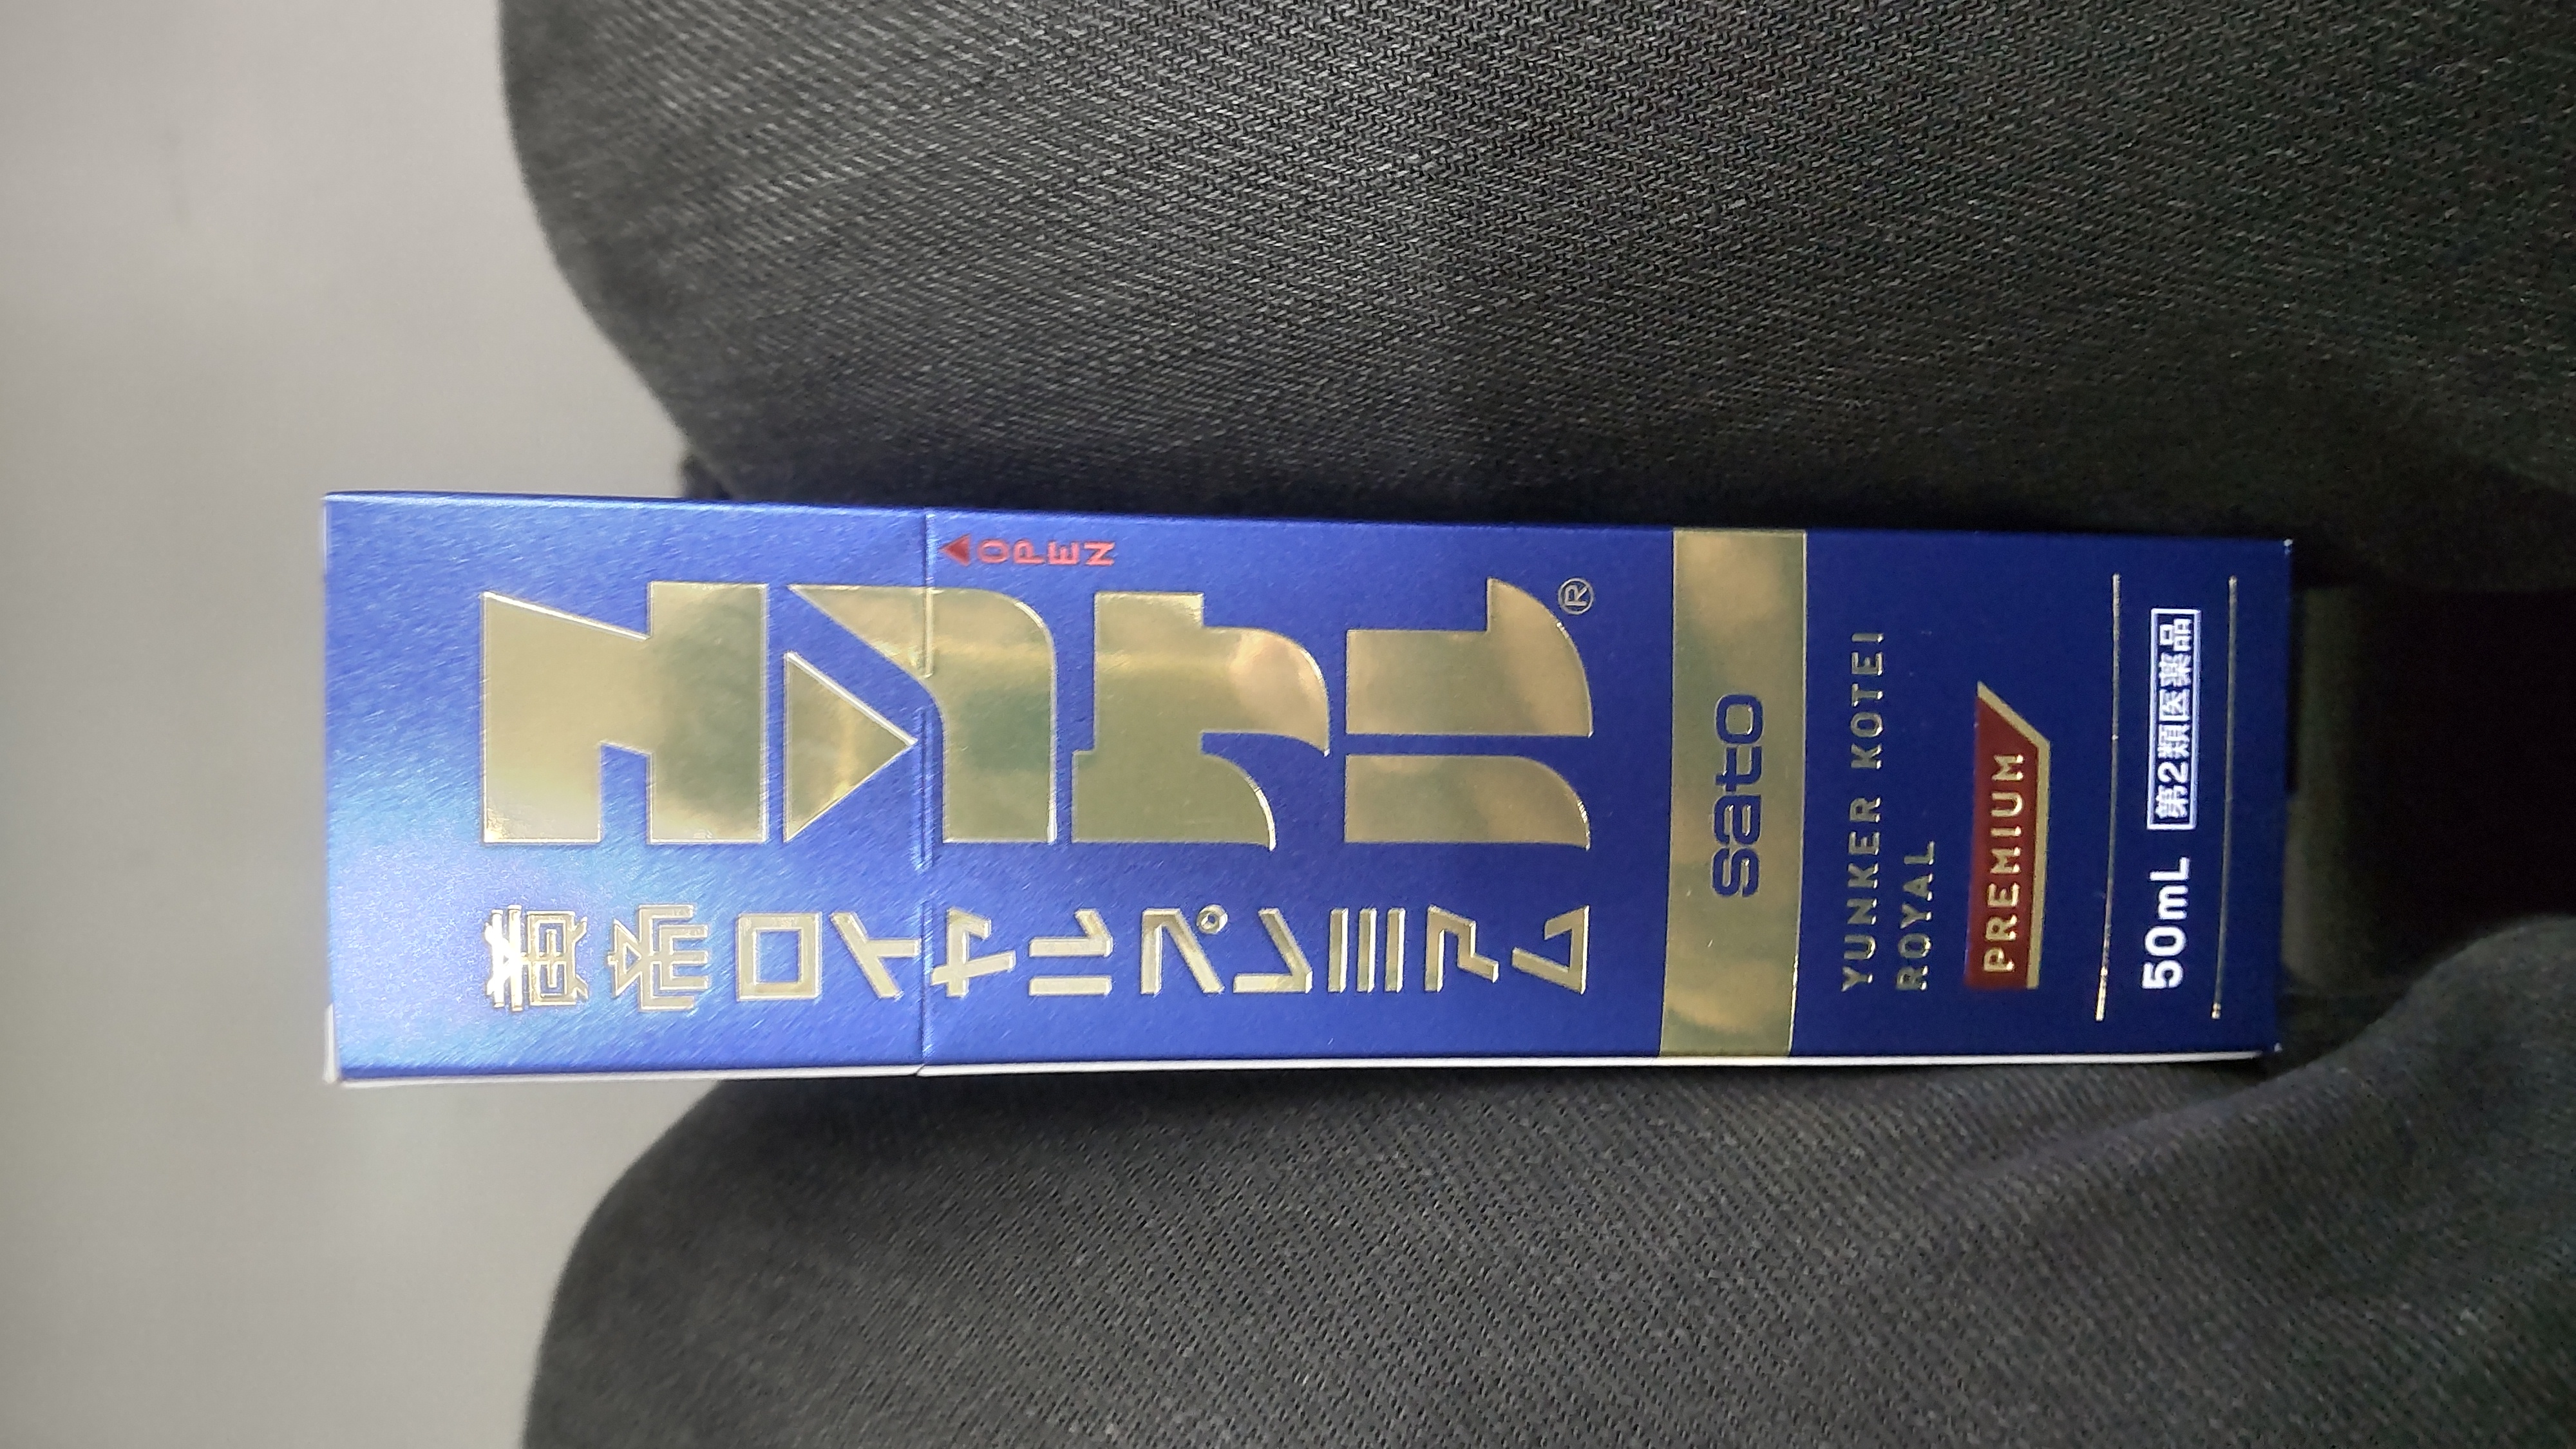 ユンケル®
黄帝ロイヤルプレミアム
OPEN
sato
YUNKER KOTEI
ROYAL
PREMIUM
50mL 第2類医薬品